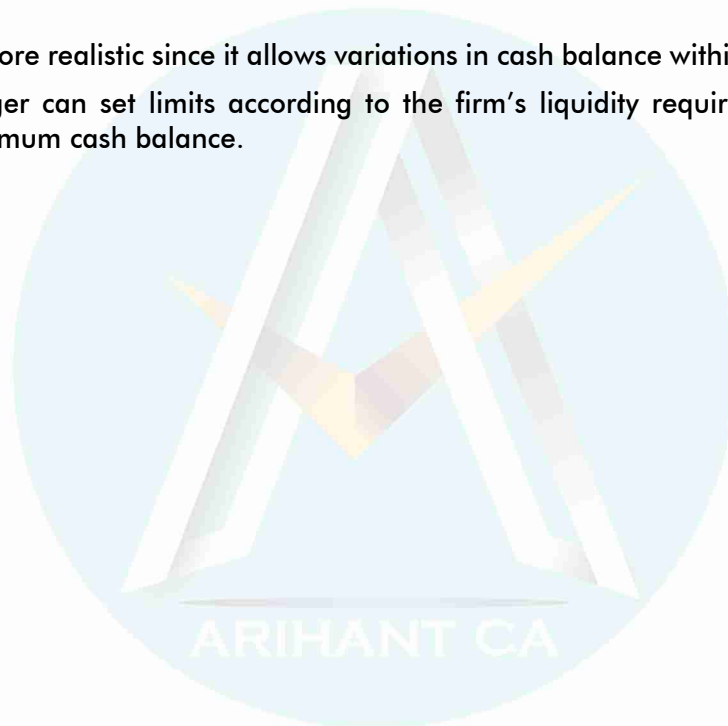 ore realistic since it allows variations in cash balance withi
ger can set limits according to the firm’s liquidity requir
mum cash balance.
ARIHANT CA